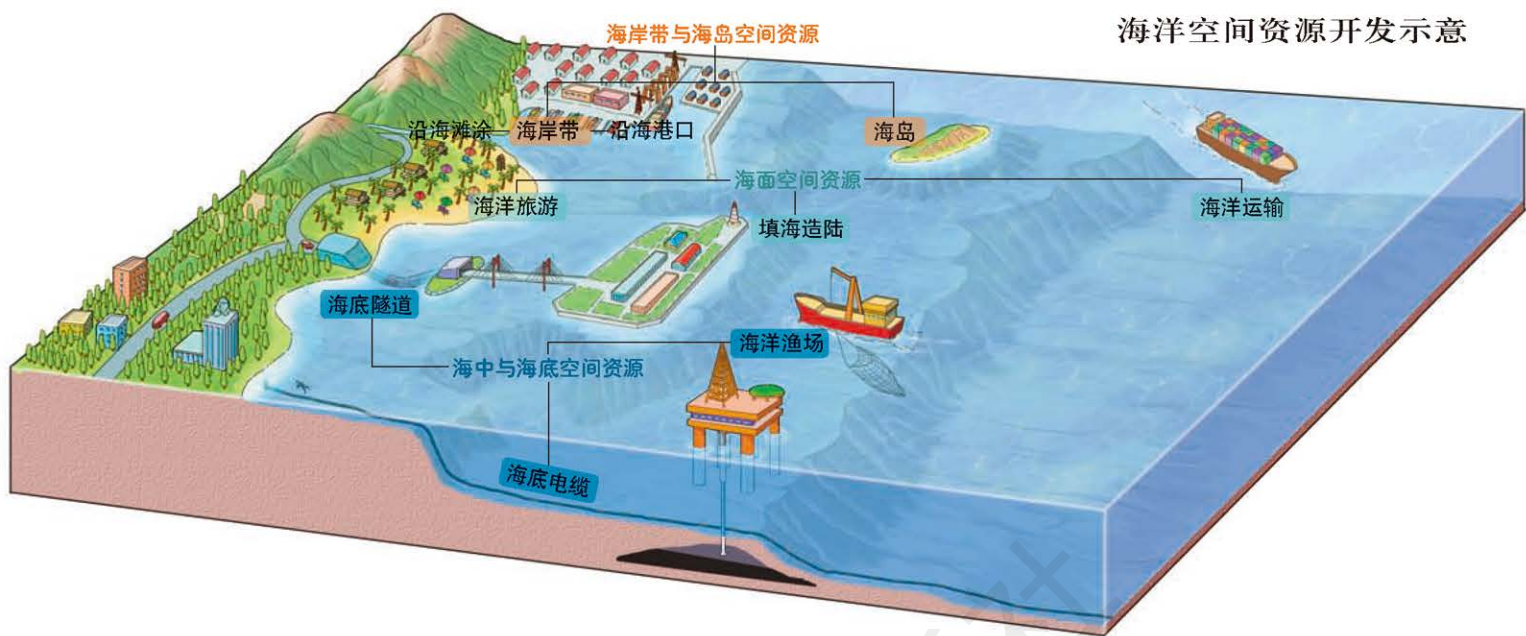 海洋空间资源开发示意
海岸带与海岛空间资源
沿海滩涂 海岸带 沿海港口 海岛
海面空间资源
海洋旅游 填海造陆 海洋运输
海底隧道
海洋渔场
海中与海底空间资源
海底电缆